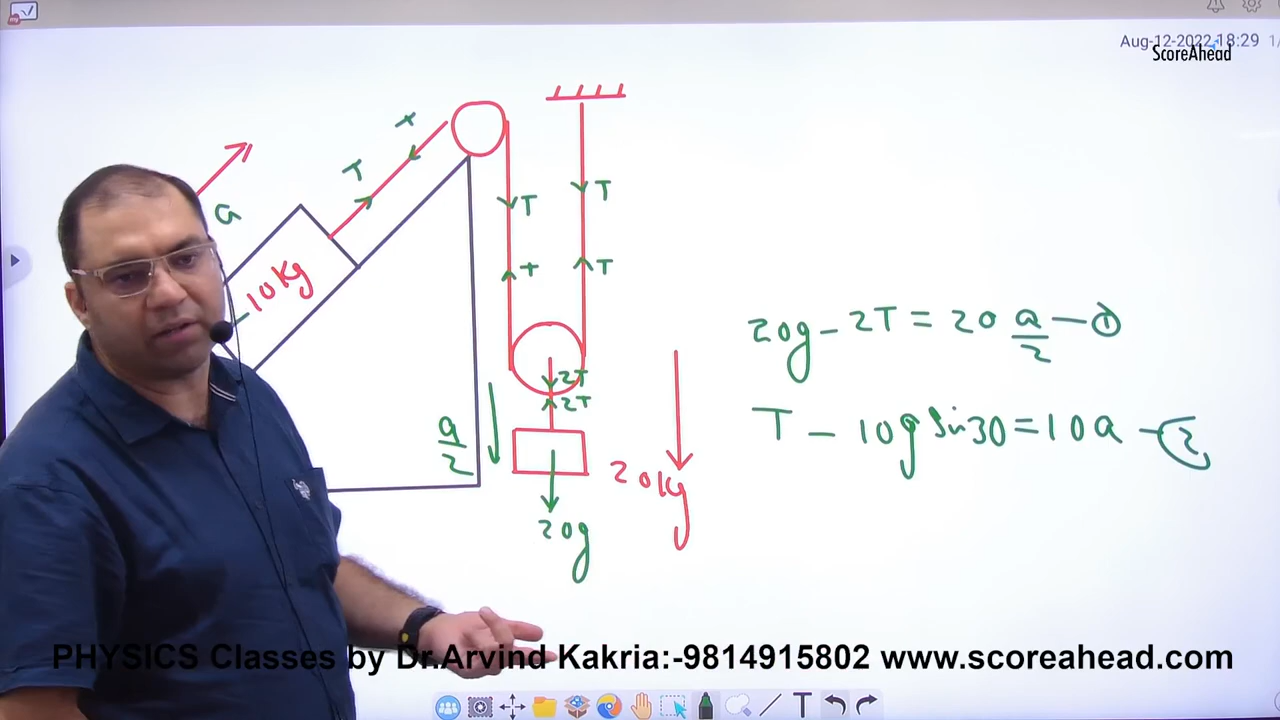 Aug-12-2022 18:29 1/
ScoreAhead
a
T
+
10Kg
T
T
+
T
2T
2T
a/2
20g
20Kg
20g - 2T = 20 a/2 — ①
T - 10g Sin30 = 10a — ②
PHYSICS Classes by Dr.Arvind Kakria:-9814915802 www.scoreahead.com
T